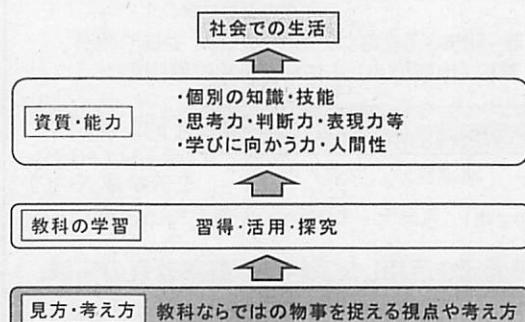 社会での生活
資質・能力
・個別の知識・技能
・思考力・判断力・表現力等
・学びに向かう力・人間性
教科の学習 習得・活用・探究
見方・考え方 教科ならではの物事を捉える視点や考え方